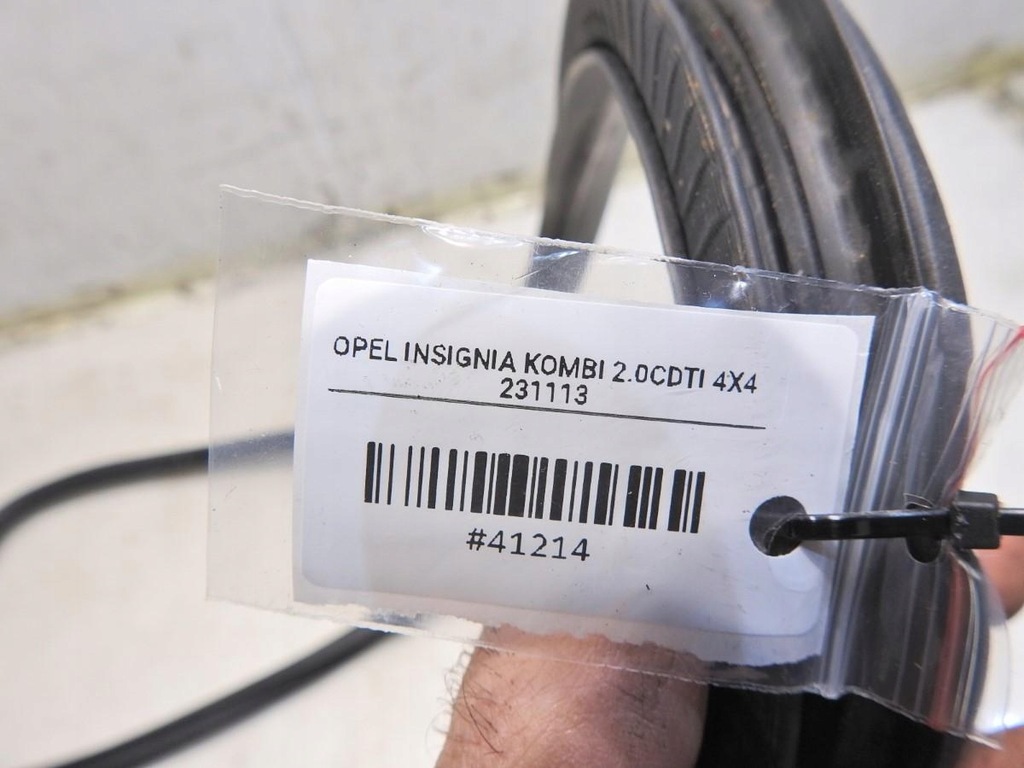 OPEL INSIGNIA KOMBI 2.0CDTI 4X4
231113
#41214